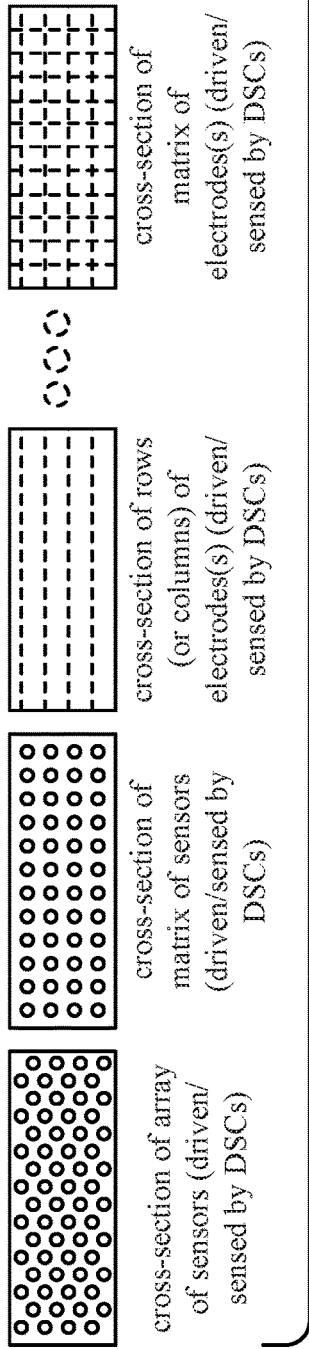 cross-section of array
of sensors (driven/
sensed by DSCs)
cross-section of
matrix of sensors
(driven/sensed by
DSCs)
cross-section of rows
(or columns) of
electrodes(s) (driven/
sensed by DSCs)
cross-section of
matrix of
electrodes(s) (driven/
sensed by DSCs)